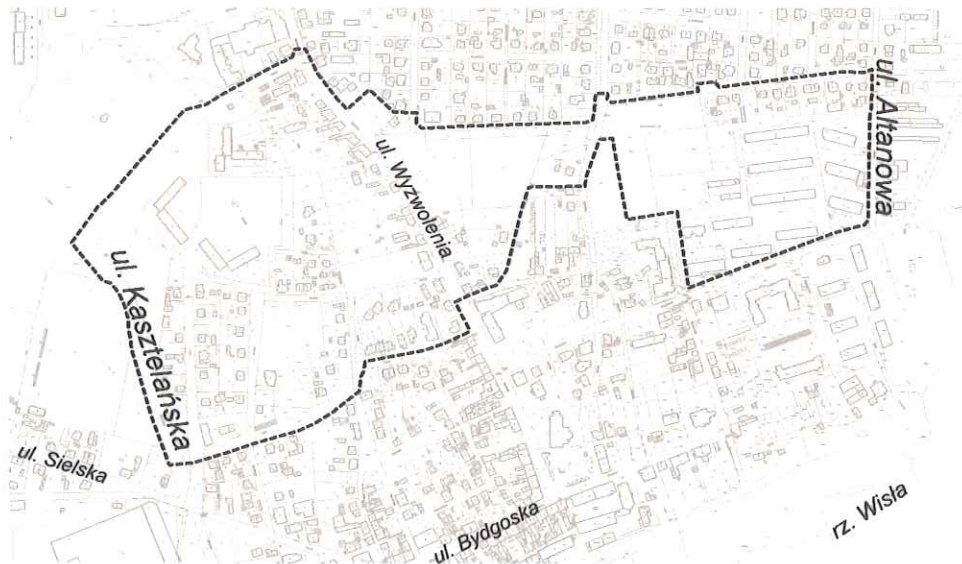 ul. Altanowa
ul. Wyzwolenia
ul. Kasztelańska
ul. Sielska
ul. Bydgoska
rz. Wisła